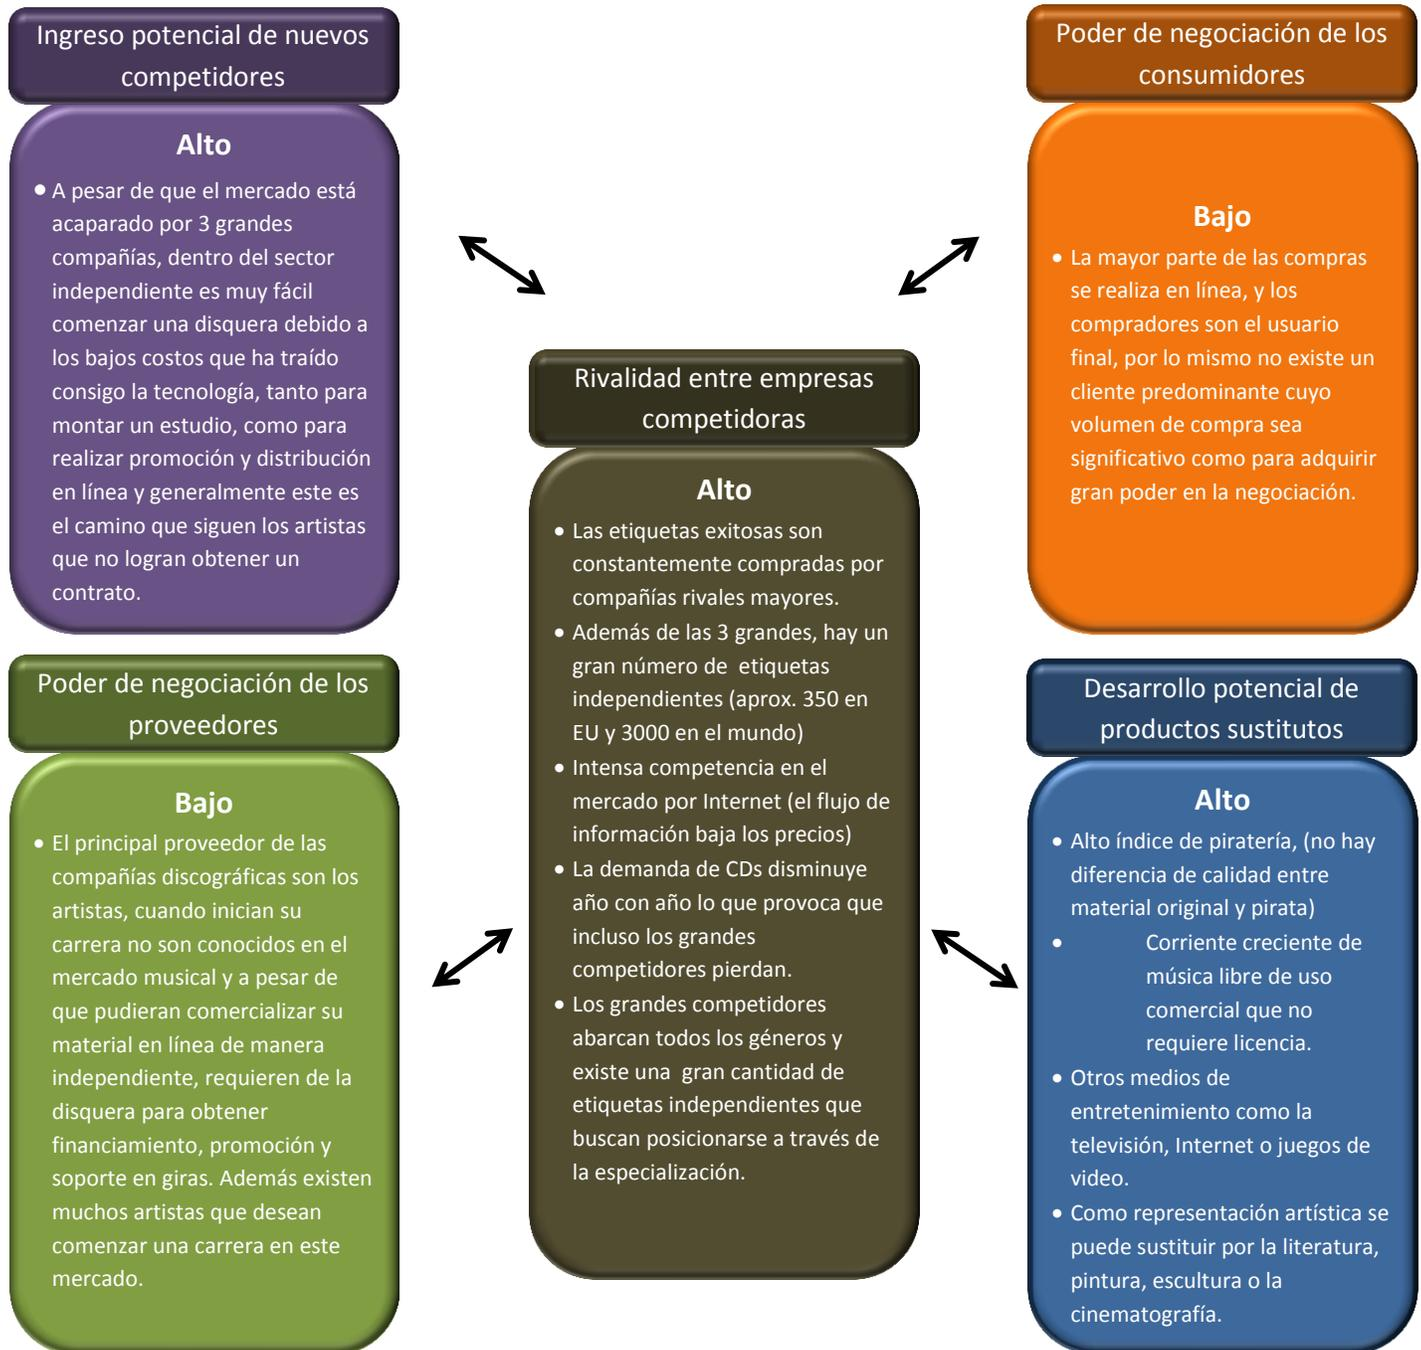 Ingreso potencial de nuevos
competidores
Alto
• A pesar de que el mercado está
acaparado por 3 grandes
compañías, dentro del sector
independiente es muy fácil
comenzar una disquera debido a
los bajos costos que ha traído
consigo la tecnología, tanto para
montar un estudio, como para
realizar promoción y distribución
en línea y generalmente este es
el camino que siguen los artistas
que no logran obtener un
contrato.
Poder de negociación de los
consumidores
Bajo
• La mayor parte de las compras
se realiza en línea, y los
compradores son el usuario
final, por lo mismo no existe un
cliente predominante cuyo
volumen de compra sea
significativo como para adquirir
gran poder en la negociación.
Rivalidad entre empresas
competidoras
Alto
• Las etiquetas exitosas son
constantemente compradas por
compañías rivales mayores.
• Además de las 3 grandes, hay un
gran número de  etiquetas
independientes (aprox. 350 en
EU y 3000 en el mundo)
• Intensa competencia en el
mercado por Internet (el flujo de
información baja los precios)
• La demanda de CDs disminuye
año con año lo que provoca que
incluso los grandes
competidores pierdan.
• Los grandes competidores
abarcan todos los géneros y
existe una  gran cantidad de
etiquetas independientes que
buscan posicionarse a través de
la especialización.
Poder de negociación de los
proveedores
Bajo
• El principal proveedor de las
compañías discográficas son los
artistas, cuando inician su
carrera no son conocidos en el
mercado musical y a pesar de
que pudieran comercializar su
material en línea de manera
independiente, requieren de la
disquera para obtener
financiamiento, promoción y
soporte en giras. Además existen
muchos artistas que desean
comenzar una carrera en este
mercado.
Desarrollo potencial de
productos sustitutos
Alto
• Alto índice de piratería, (no hay
diferencia de calidad entre
material original y pirata)
• Corriente creciente de
música libre de uso
comercial que no
requiere licencia.
• Otros medios de
entretenimiento como la
televisión, Internet o juegos de
video.
• Como representación artística se
puede sustituir por la literatura,
pintura, escultura o la
cinematografía.